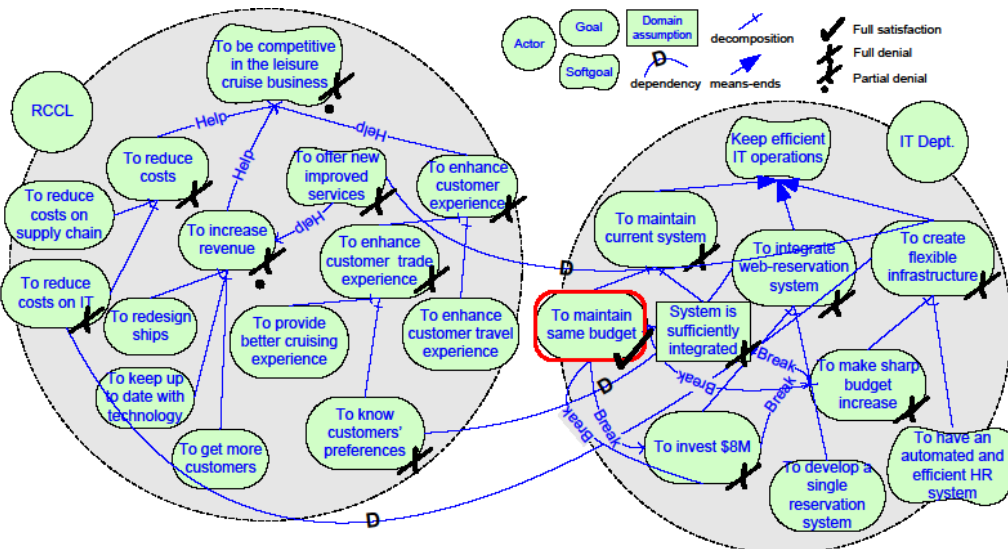 Actor
Goal
Softgoal
Domain
assumption
decomposition
D
dependency
means-ends
Full satisfaction
Full denial
Partial denial
RCCL
To be competitive
in the leisure
cruise business
Help
Help
Help
To reduce
costs
To offer new
improved
services
To enhance
customer
experience
To reduce
costs on
supply chain
To increase
revenue
Help
To enhance
customer trade
experience
To reduce
costs on IT
To redesign
ships
To provide
better cruising
experience
To enhance
customer travel
experience
To keep up
to date with
technology
To get more
customers
To know
customers'
preferences
D
D
D
IT Dept.
Keep efficient
IT operations
To maintain
current system
To integrate
web-reservation
system
To create
flexible
infrastructure
To maintain
same budget
System is
sufficiently
integrated
Break
Break
Break
Break
Break
To make sharp
budget
increase
To invest $8M
To develop a
single
reservation
system
To have an
automated and
efficient HR
system